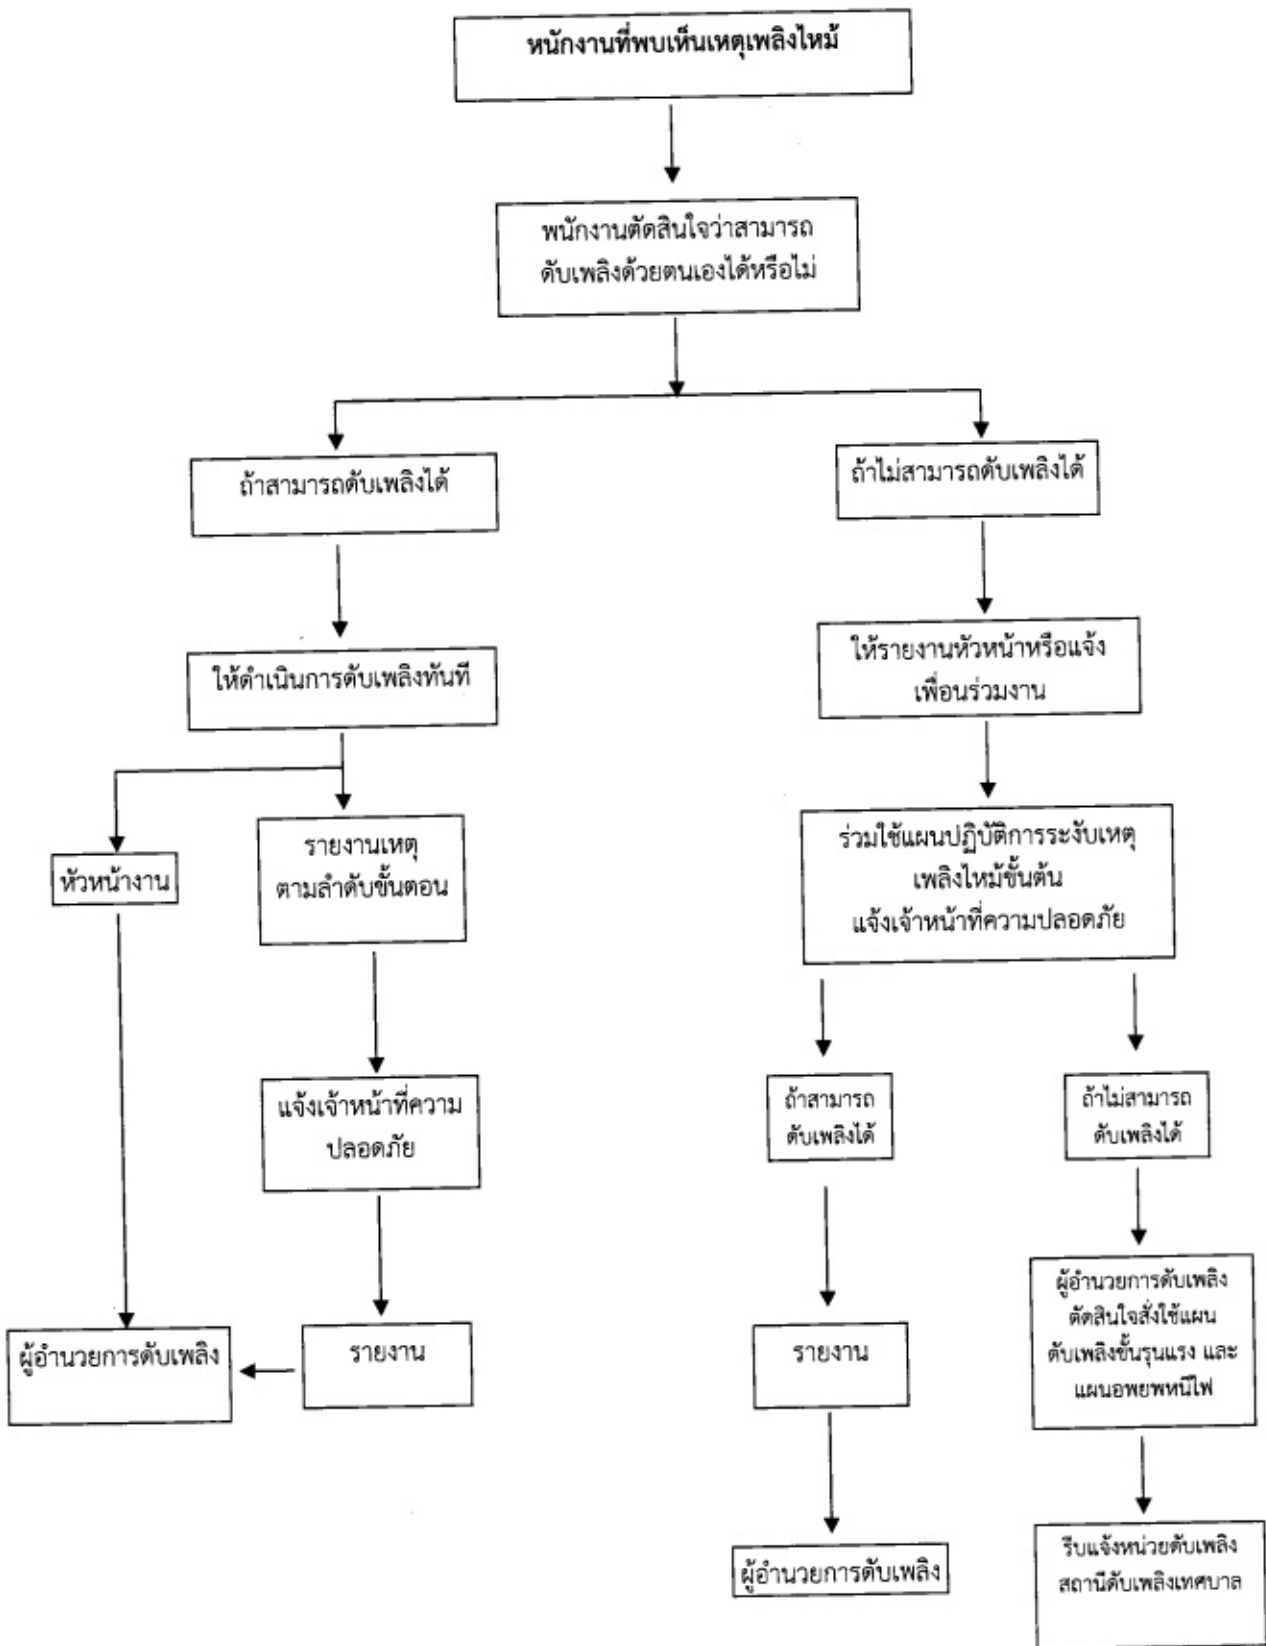 หนักงานที่พบเห็นเหตุเพลิงไหม้
พนักงานตัดสินใจว่าสามารถ
ดับเพลิงด้วยตนเองได้หรือไม่
ถ้าสามารถดับเพลิงได้
ถ้าไม่สามารถดับเพลิงได้
ให้ดำเนินการดับเพลิงทันที
ให้รายงานหัวหน้าหรือแจ้ง
เพื่อนร่วมงาน
หัวหน้างาน
รายงานเหตุ
ตามลำดับขั้นตอน
ร่วมใช้แผนปฏิบัติการระงับเหตุ
เพลิงไหม้ขั้นต้น
แจ้งเจ้าหน้าที่ความปลอดภัย
แจ้งเจ้าหน้าที่ความ
ปลอดภัย
ถ้าสามารถ
ดับเพลิงได้
ถ้าไม่สามารถ
ดับเพลิงได้
ผู้อำนวยการดับเพลิง
รายงาน
รายงาน
ผู้อำนวยการดับเพลิง
ตัดสินใจสั่งใช้แผน
ดับเพลิงขั้นรุนแรง และ
แผนอพยพหนีไฟ
ผู้อำนวยการดับเพลิง
รีบแจ้งหน่วยดับเพลิง
สถานีดับเพลิงเทศบาล